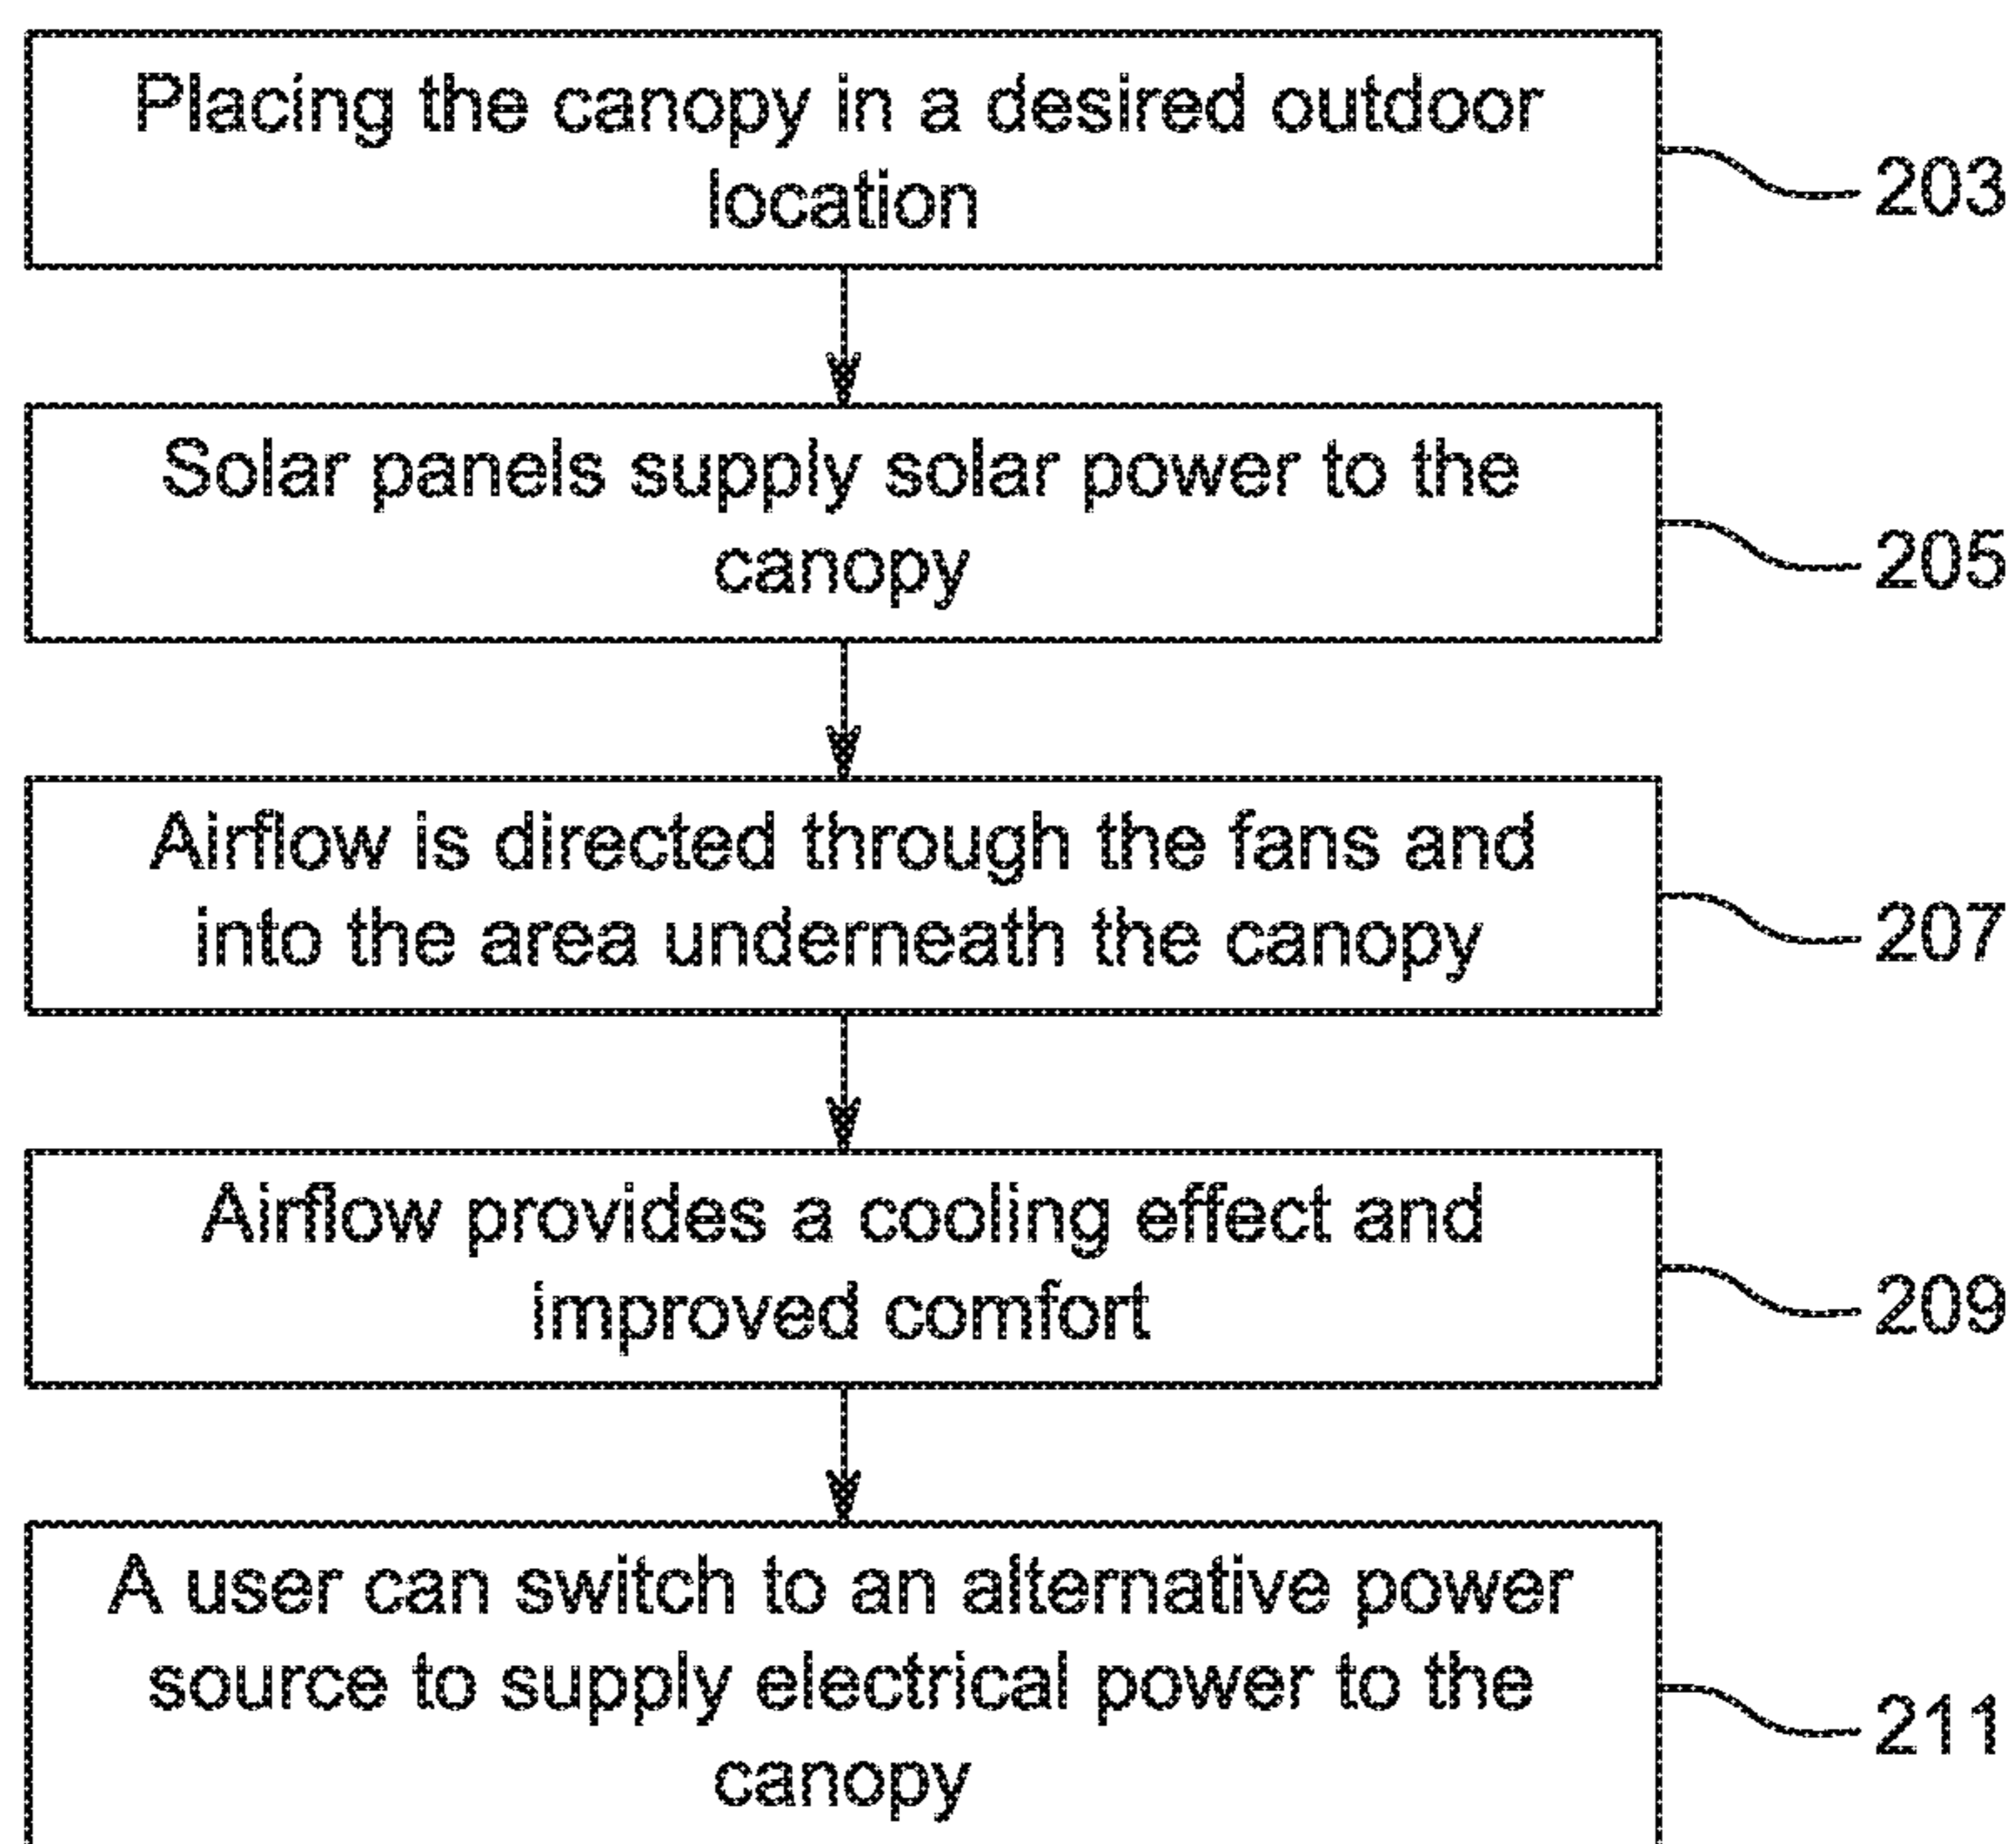 Placing the canopy in a desired outdoor
location
203
Solar panels supply solar power to the
canopy
205
Airflow is directed through the fans and
into the area underneath the canopy
207
Airflow provides a cooling effect and
improved comfort
209
A user can switch to an alternative power
source to supply electrical power to the
canopy
211